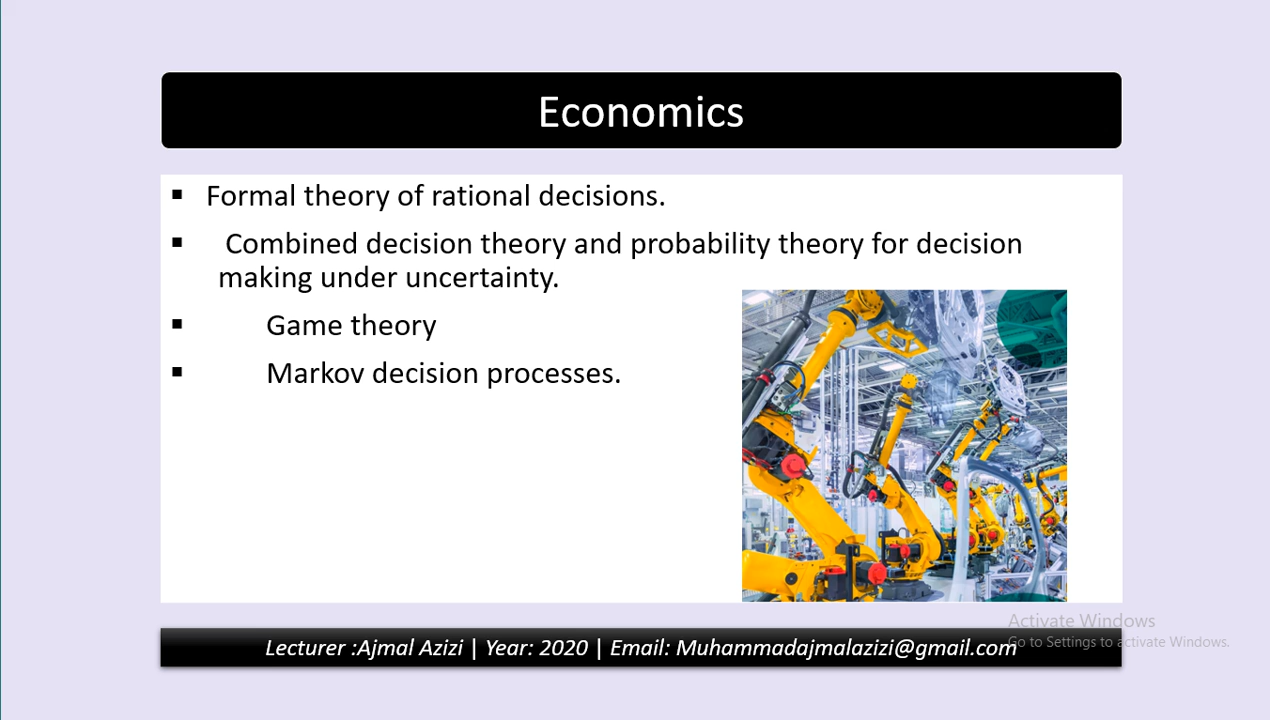 Economics
▪ Formal theory of rational decisions.
▪ Combined decision theory and probability theory for decision
making under uncertainty.
▪ Game theory
▪ Markov decision processes.
Lecturer :Ajmal Azizi | Year: 2020 | Email: Muhammadajmalazizi@gmail.com
Activate Windows
Go to Settings to activate Windows.